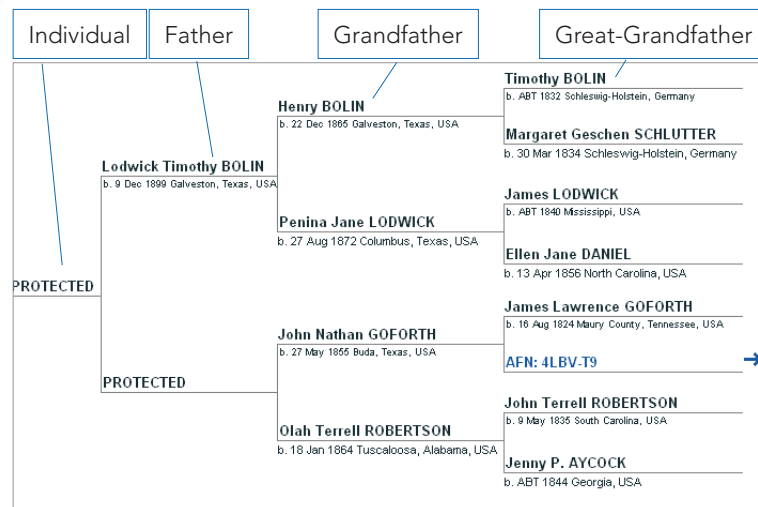 Individual
Father
Grandfather
Great-Grandfather
Timothy BOLIN
b. ABT 1832 Schleswig-Holstein, Germany
Henry BOLIN
b. 22 Dec 1865 Galveston, Texas, USA
Margaret Geschen SCHLUTTER
b. 30 Mar 1834 Schleswig-Holstein, Germany
Lodwick Timothy BOLIN
b. 9 Dec 1899 Galveston, Texas, USA
James LODWICK
b. ABT 1840 Mississippi, USA
Penina Jane LODWICK
b. 27 Aug 1872 Columbus, Texas, USA
Ellen Jane DANIEL
b. 13 Apr 1856 North Carolina, USA
PROTECTED
James Lawrence GOFORTH
b. 16 Aug 1824 Maury County, Tennessee, USA
John Nathan GOFORTH
b. 27 May 1855 Buda, Texas, USA
AFN: 4LBV-T9
PROTECTED
John Terrell ROBERTSON
b. 9 May 1835 South Carolina, USA
Olah Terrell ROBERTSON
b. 18 Jan 1864 Tuscaloosa, Alabama, USA
Jenny P. AYCOCK
b. ABT 1844 Georgia, USA